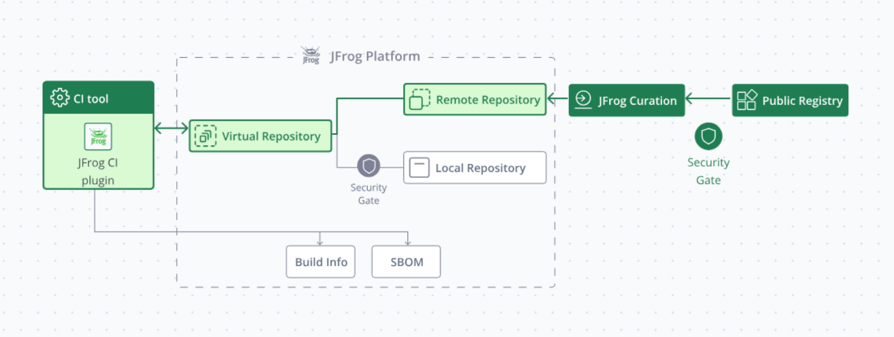 JFrog
JFrog Platform
CI tool
JFrog
JFrog CI
plugin
Virtual Repository
Remote Repository
JFrog Curation
Public Registry
Local Repository
Security
Gate
Security
Gate
Build Info
SBOM